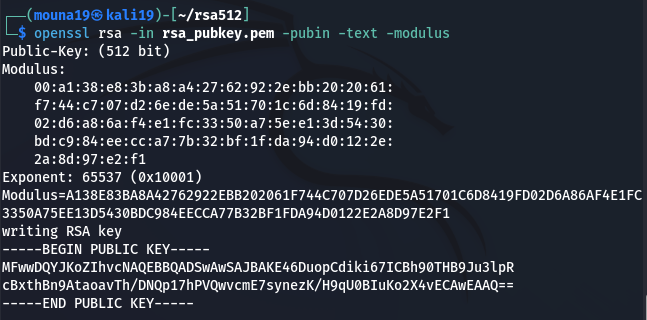 ┌──(mouna19㉿kali19)-[~/rsa512]
└─$ openssl rsa -in rsa_pubkey.pem -pubin -text -modulus
Public-Key: (512 bit)
Modulus:
    00:a1:38:e8:3b:a8:a4:27:62:92:2e:bb:20:20:61:
    f7:44:c7:07:d2:6e:de:5a:51:70:1c:6d:84:19:fd:
    02:d6:a8:6a:f4:e1:fc:33:50:a7:5e:e1:3d:54:30:
    bd:c9:84:ee:cc:a7:7b:32:bf:1f:da:94:d0:12:2e:
    2a:8d:97:e2:f1
Exponent: 65537 (0x10001)
Modulus=A138E83BA8A42762922EBB202061F744C707D26EDE5A51701C6D8419FD02D6A86AF4E1FC
3350A75EE13D5430BDC984EECCA77B32BF1FDA94D0122E2A8D97E2F1
writing RSA key
-----BEGIN PUBLIC KEY-----
MFwwDQYJKoZIhvcNAQEBBQADSwAwSAJBAKE46DuopCdiki67ICBh90THB9Ju3lpR
cBxthBn9AtaoavTh/DNQp17hPVQwvcmE7synezK/H9qU0BIuKo2X4vECAwEAAQ==
-----END PUBLIC KEY-----